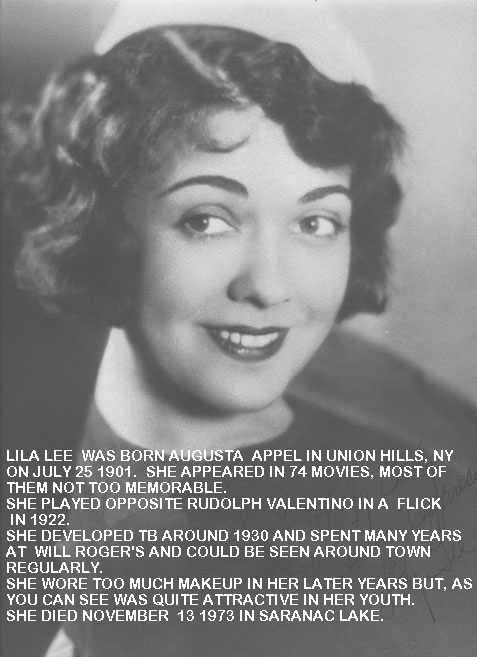 LILA LEE  WAS BORN AUGUSTA  APPEL IN UNION HILLS, NY
ON JULY 25 1901.  SHE APPEARED IN 74 MOVIES, MOST OF
THEM NOT TOO MEMORABLE.
SHE PLAYED OPPOSITE RUDOLPH VALENTINO IN A  FLICK
IN 1922.
SHE DEVELOPED TB AROUND 1930 AND SPENT MANY YEARS
AT  WILL ROGER'S AND COULD BE SEEN AROUND TOWN
REGULARLY.
SHE WORE TOO MUCH MAKEUP IN HER LATER YEARS BUT, AS
YOU CAN SEE WAS QUITE ATTRACTIVE IN HER YOUTH.
SHE DIED NOVEMBER  13 1973 IN SARANAC LAKE.